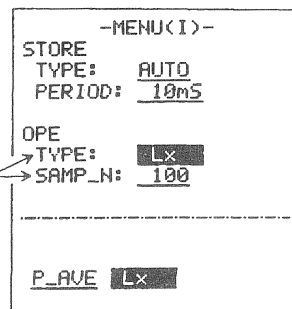 -MENU(I)-
STORE
TYPE: AUTO
PERIOD: 10mS
OPE
TYPE: Lx
SAMP_N: 100
P_AVE Lx